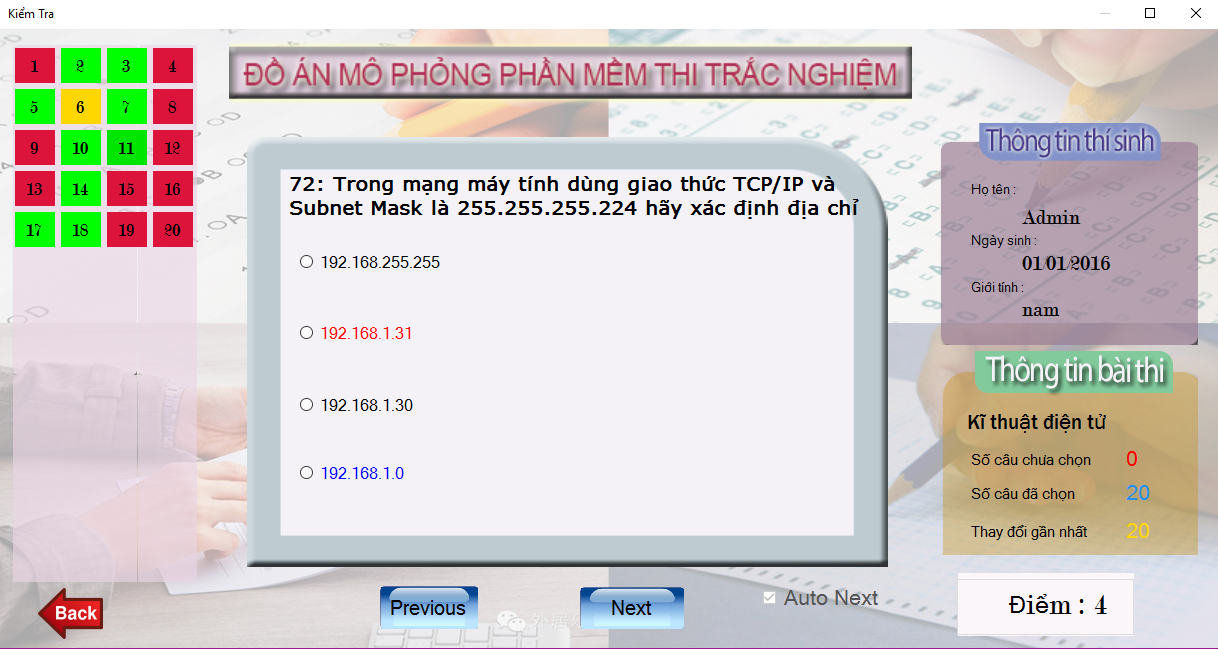 Kiểm Tra
ĐỒ ÁN MÔ PHỎNG PHẦN MỀM THI TRẮC NGHIỆM
1 2 3 4
5 6 7 8
9 10 11 12
13 14 15 16
17 18 19 20
72: Trong mạng máy tính dùng giao thức TCP/IP và
Subnet Mask là 255.255.255.224 hãy xác định địa chỉ
192.168.255.255
192.168.1.31
192.168.1.30
192.168.1.0
Thông tin thí sinh
Họ tên :
Admin
Ngày sinh :
01/01/2016
Giới tính :
nam
Thông tin bài thi
Kĩ thuật điện tử
Số câu chưa chọn 0
Số câu đã chọn 20
Thay đổi gần nhất 20
Back
Previous
Next
Auto Next
Điểm : 4